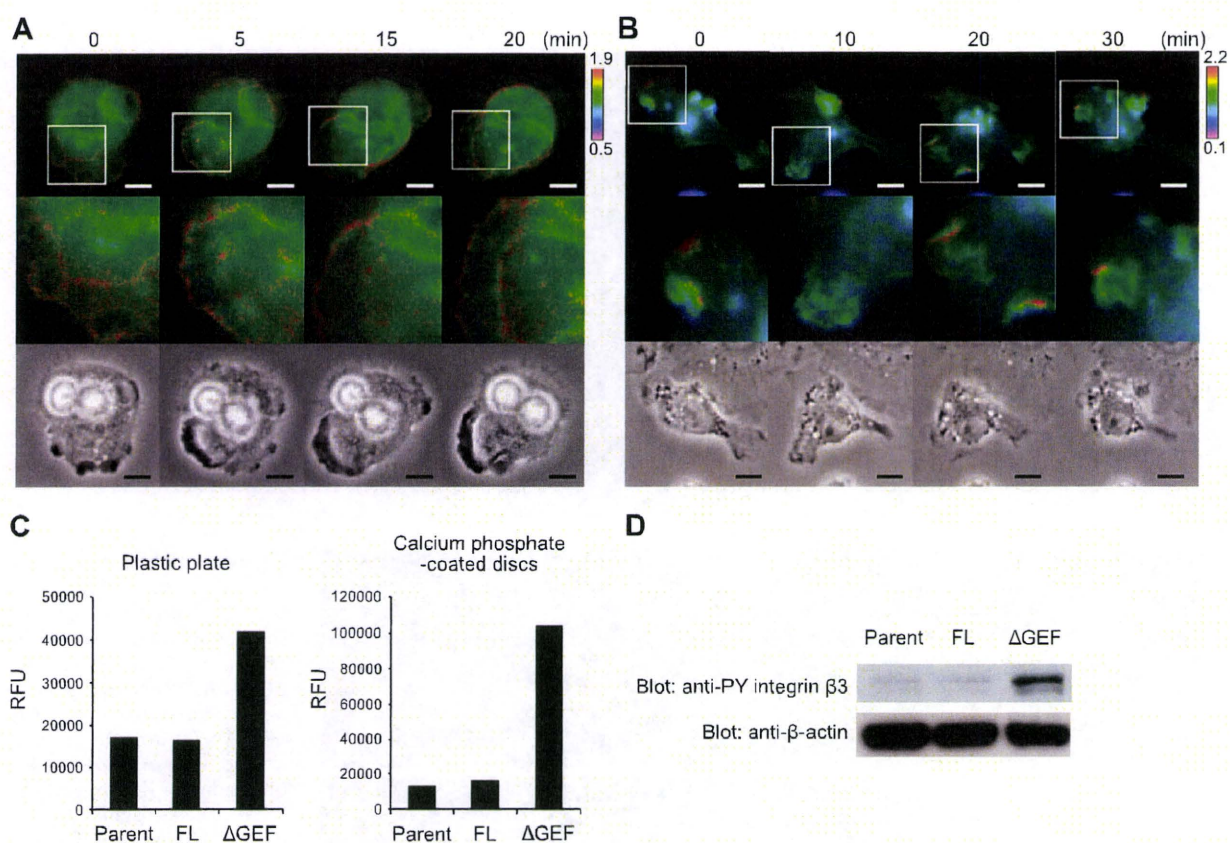 A
0 5 15 20 (min)
1.9
0.5
B
0 10 20 30 (min)
2.2
0.1
C
Plastic plate
RFU
50000
40000
30000
20000
10000
0
Parent FL ΔGEF
Calcium phosphate
-coated discs
RFU
120000
100000
80000
60000
40000
20000
0
Parent FL ΔGEF
D
Parent FL ΔGEF
Blot: anti-PY integrin β3
Blot: anti-β-actin